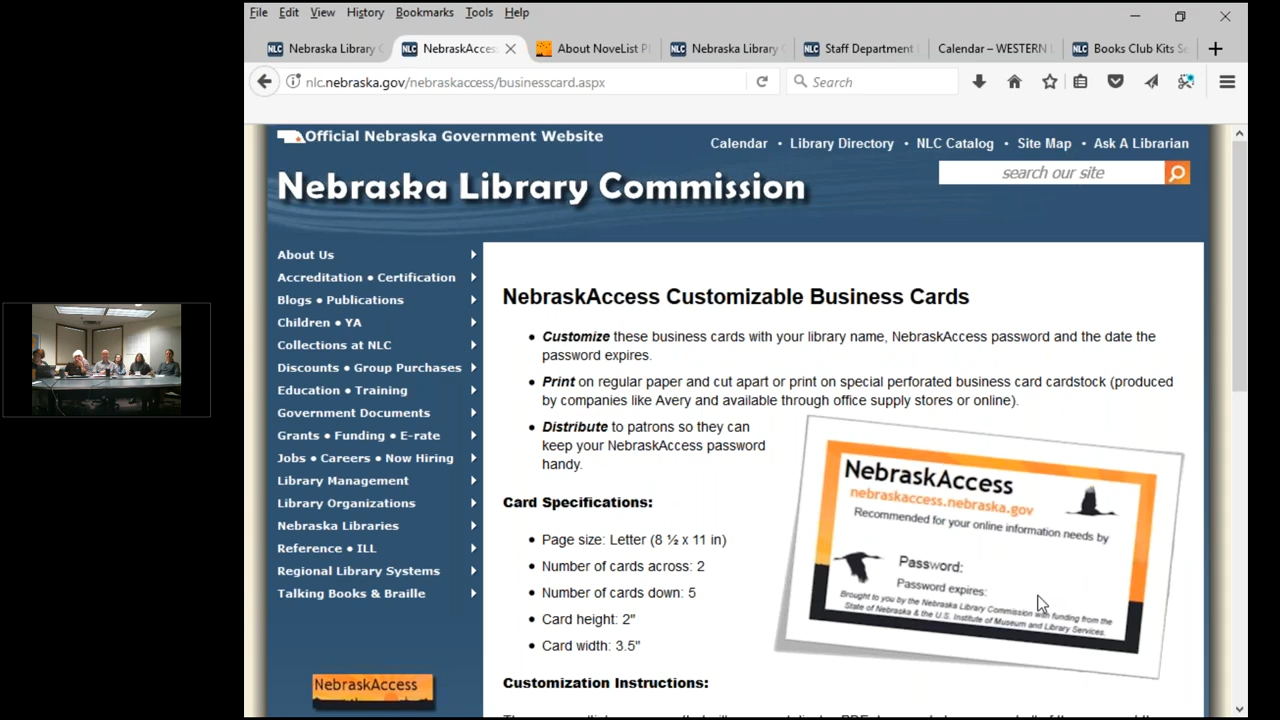 File Edit View History Bookmarks Tools Help
Nebraska Library C
NebraskAccess
About NoveList Pl
Nebraska Library C
Staff Department
Calendar – WESTERN
Books Club Kits Se
nlc.nebraska.gov/nebraskaccess/businesscard.aspx
Search
Official Nebraska Government Website
Calendar • Library Directory • NLC Catalog • Site Map • Ask A Librarian
Nebraska Library Commission
search our site
About Us
Accreditation • Certification
Blogs • Publications
Children • YA
Collections at NLC
Discounts • Group Purchases
Education • Training
Government Documents
Grants • Funding • E-rate
Jobs • Careers • Now Hiring
Library Management
Library Organizations
Nebraska Libraries
Reference • ILL
Regional Library Systems
Talking Books & Braille
NebraskAccess
NebraskAccess Customizable Business Cards
• Customize these business cards with your library name, NebraskAccess password and the date the
password expires.
• Print on regular paper and cut apart or print on special perforated business card cardstock (produced
by companies like Avery and available through office supply stores or online).
• Distribute to patrons so they can
keep your NebraskAccess password
handy.
Card Specifications:
• Page size: Letter (8 ½ x 11 in)
• Number of cards across: 2
• Number of cards down: 5
• Card height: 2"
• Card width: 3.5"
Customization Instructions:
NebraskAccess
nebraskaccess.nebraska.gov
Recommended for your online information needs by
Password:
Password expires:
Brought to you by the Nebraska Library Commission with funding from the
State of Nebraska & the U.S. Institute of Museum and Library Services.